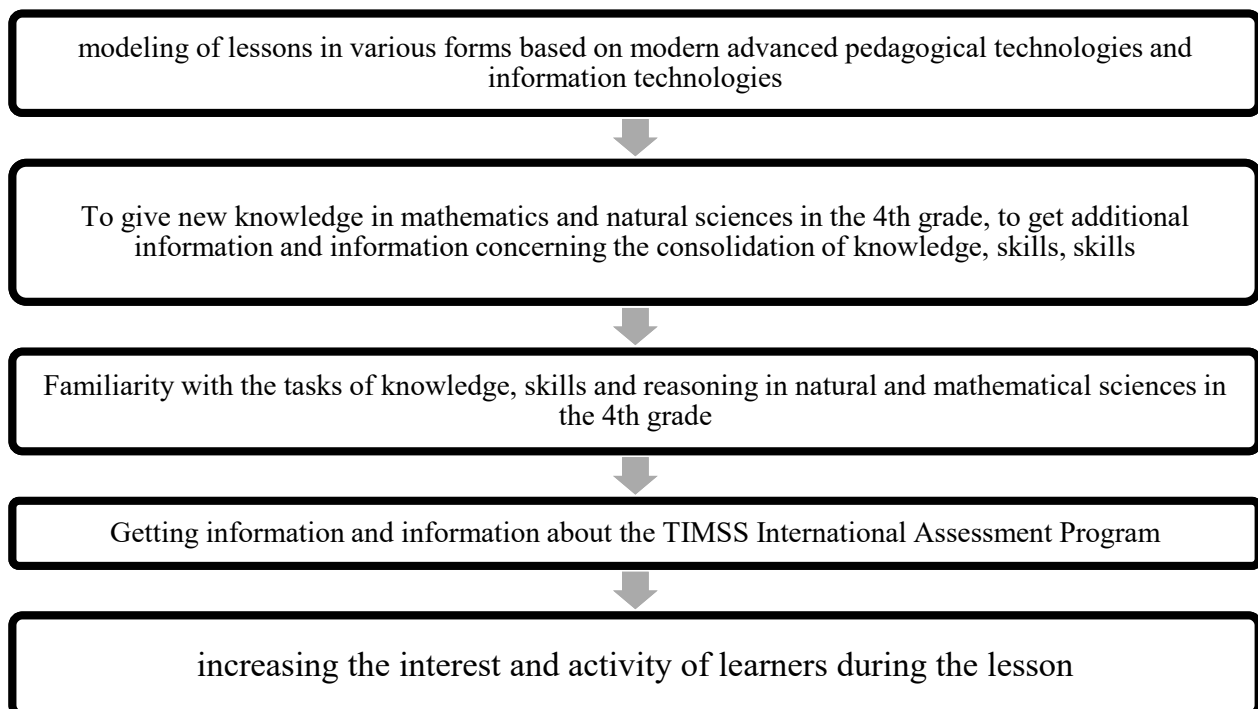 modeling of lessons in various forms based on modern advanced pedagogical technologies and
information technologies
To give new knowledge in mathematics and natural sciences in the 4th grade, to get additional
information and information concerning the consolidation of knowledge, skills, skills
Familiarity with the tasks of knowledge, skills and reasoning in natural and mathematical sciences in
the 4th grade
Getting information and information about the TIMSS International Assessment Program
increasing the interest and activity of learners during the lesson